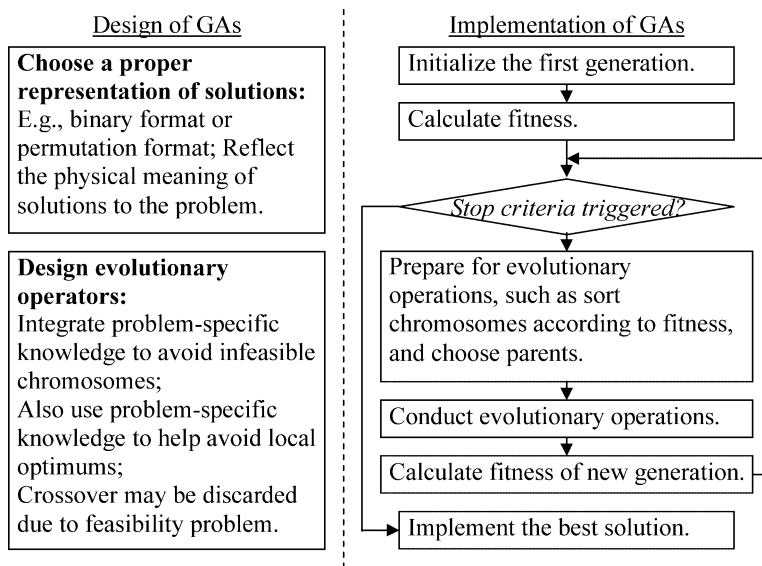 Design of GAs
Choose a proper
representation of solutions:
E.g., binary format or
permutation format; Reflect
the physical meaning of
solutions to the problem.
Design evolutionary
operators:
Integrate problem-specific
knowledge to avoid infeasible
chromosomes;
Also use problem-specific
knowledge to help avoid local
optimums;
Crossover may be discarded
due to feasibility problem.
Implementation of GAs
Initialize the first generation.
Calculate fitness.
Stop criteria triggered?
Prepare for evolutionary
operations, such as sort
chromosomes according to fitness,
and choose parents.
Conduct evolutionary operations.
Calculate fitness of new generation.
Implement the best solution.